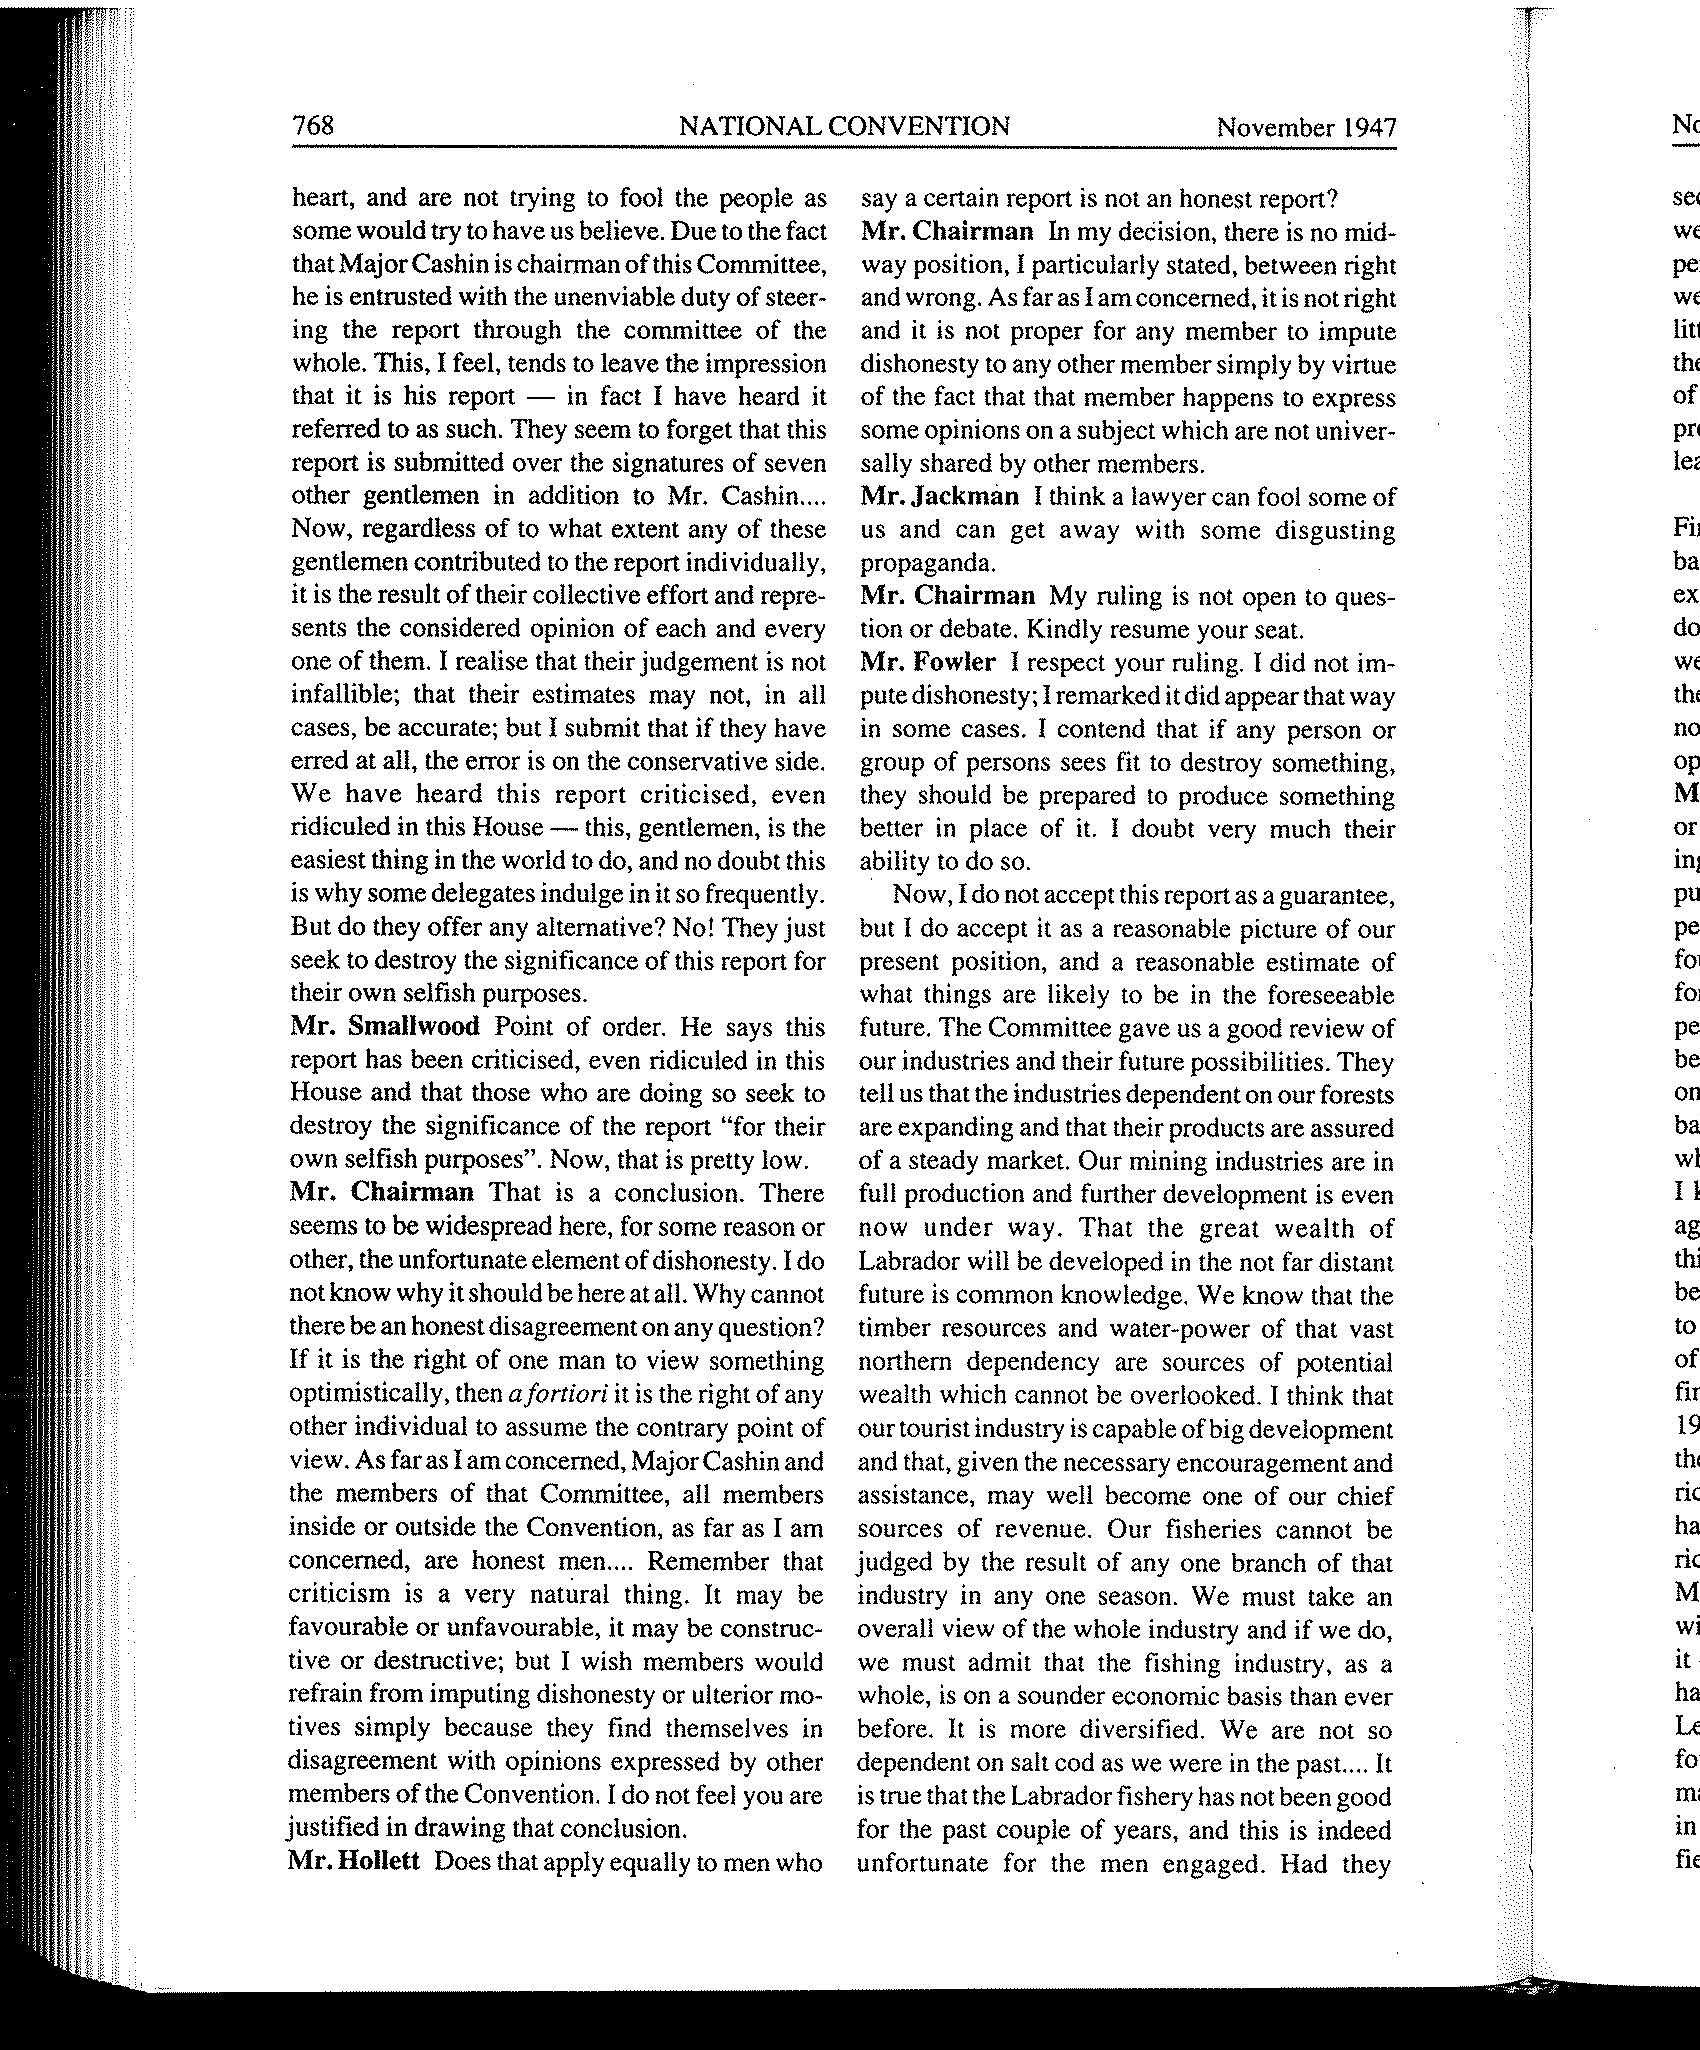 768 NATIONAL CONVENTION November 1947
heart, and are not trying to fool the people as
some would try to have us believe. Due to the fact
that Major Cashin is chairman of this Committee,
he is entrusted with the unenviable duty of steer-
ing the report through the committee of the
whole. This, I feel, tends to leave the impression
that it is his report — in fact I have heard it
referred to as such. They seem to forget that this
report is submitted over the signatures of seven
other gentlemen in addition to Mr. Cashin....
Now, regardless of to what extent any of these
gentlemen contributed to the report individually,
it is the result of their collective effort and repre-
sents the considered opinion of each and every
one of them. I realise that their judgement is not
infallible; that their estimates may not, in all
cases, be accurate; but I submit that if they have
erred at all, the error is on the conservative side.
We have heard this report criticised, even
ridiculed in this House — this, gentlemen, is the
easiest thing in the world to do, and no doubt this
is why some delegates indulge in it so frequently.
But do they offer any alternative? No! They just
seek to destroy the significance of this report for
their own selfish purposes.
Mr. Smallwood Point of order. He says this
report has been criticised, even ridiculed in this
House and that those who are doing so seek to
destroy the significance of the report "for their
own selfish purposes". Now, that is pretty low.
Mr. Chairman That is a conclusion. There
seems to be widespread here, for some reason or
other, the unfortunate element of dishonesty. I do
not know why it should be here at all. Why cannot
there be an honest disagreement on any question?
If it is the right of one man to view something
optimistically, then a fortiori it is the right of any
other individual to assume the contrary point of
view. As far as I am concerned, Major Cashin and
the members of that Committee, all members
inside or outside the Convention, as far as I am
concerned, are honest men.... Remember that
criticism is a very natural thing. It may be
favourable or unfavourable, it may be construc-
tive or destructive; but I wish members would
refrain from imputing dishonesty or ulterior mo-
tives simply because they find themselves in
disagreement with opinions expressed by other
members of the Convention. I do not feel you are
justified in drawing that conclusion.
Mr. Hollett Does that apply equally to men who
say a certain report is not an honest report?
Mr. Chairman In my decision, there is no mid-
way position, I particularly stated, between right
and wrong. As far as I am concerned, it is not right
and it is not proper for any member to impute
dishonesty to any other member simply by virtue
of the fact that that member happens to express
some opinions on a subject which are not univer-
sally shared by other members.
Mr. Jackman I think a lawyer can fool some of
us and can get away with some disgusting
propaganda.
Mr. Chairman My ruling is not open to ques-
tion or debate. Kindly resume your seat.
Mr. Fowler I respect your ruling. I did not im-
pute dishonesty; I remarked it did appear that way
in some cases. I contend that if any person or
group of persons sees fit to destroy something,
they should be prepared to produce something
better in place of it. I doubt very much their
ability to do so.
Now, I do not accept this report as a guarantee,
but I do accept it as a reasonable picture of our
present position, and a reasonable estimate of
what things are likely to be in the foreseeable
future. The Committee gave us a good review of
our industries and their future possibilities. They
tell us that the industries dependent on our forests
are expanding and that their products are assured
of a steady market. Our mining industries are in
full production and further development is even
now under way. That the great wealth of
Labrador will be developed in the not far distant
future is common knowledge. We know that the
timber resources and water-power of that vast
northern dependency are sources of potential
wealth which cannot be overlooked. I think that
our tourist industry is capable of big development
and that, given the necessary encouragement and
assistance, may well become one of our chief
sources of revenue. Our fisheries cannot be
judged by the result of any one branch of that
industry in any one season. We must take an
overall view of the whole industry and if we do,
we must admit that the fishing industry, as a
whole, is on a sounder economic basis than ever
before. It is more diversified. We are not so
dependent on salt cod as we were in the past.... It
is true that the Labrador fishery has not been good
for the past couple of years, and this is indeed
unfortunate for the men engaged. Had they